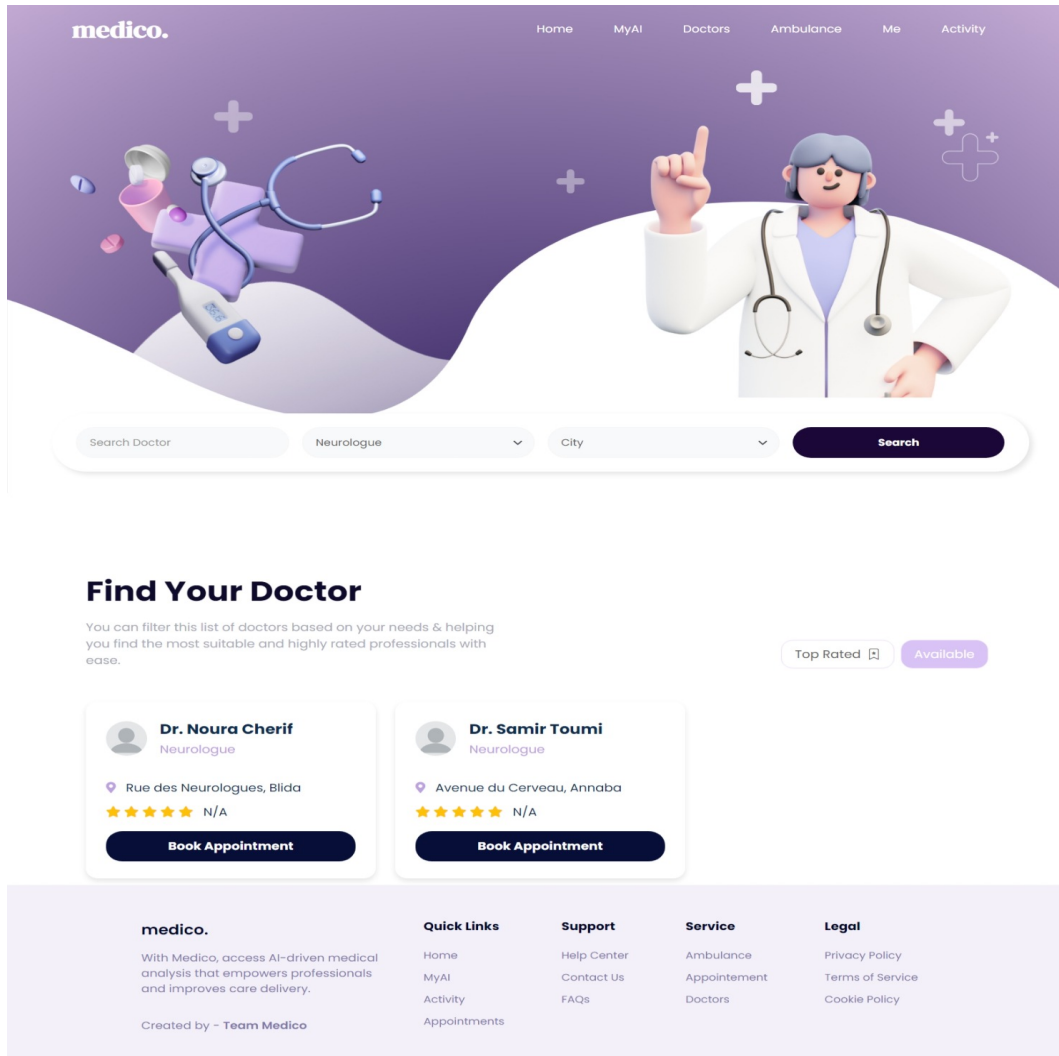 medico.
Home MyAI Doctors Ambulance Me Activity
Search Doctor Neurologue City Search
Find Your Doctor
You can filter this list of doctors based on your needs & helping
you find the most suitable and highly rated professionals with
ease.
Top Rated Available
Dr. Noura Cherif
Neurologue
Rue des Neurologues, Blida
N/A
Book Appointment
Dr. Samir Toumi
Neurologue
Avenue du Cerveau, Annaba
N/A
Book Appointment
medico.
With Medico, access AI-driven medical
analysis that empowers professionals
and improves care delivery.
Created by - Team Medico
Quick Links
Home
MyAI
Activity
Appointments
Support
Help Center
Contact Us
FAQs
Service
Ambulance
Appointement
Doctors
Legal
Privacy Policy
Terms of Service
Cookie Policy